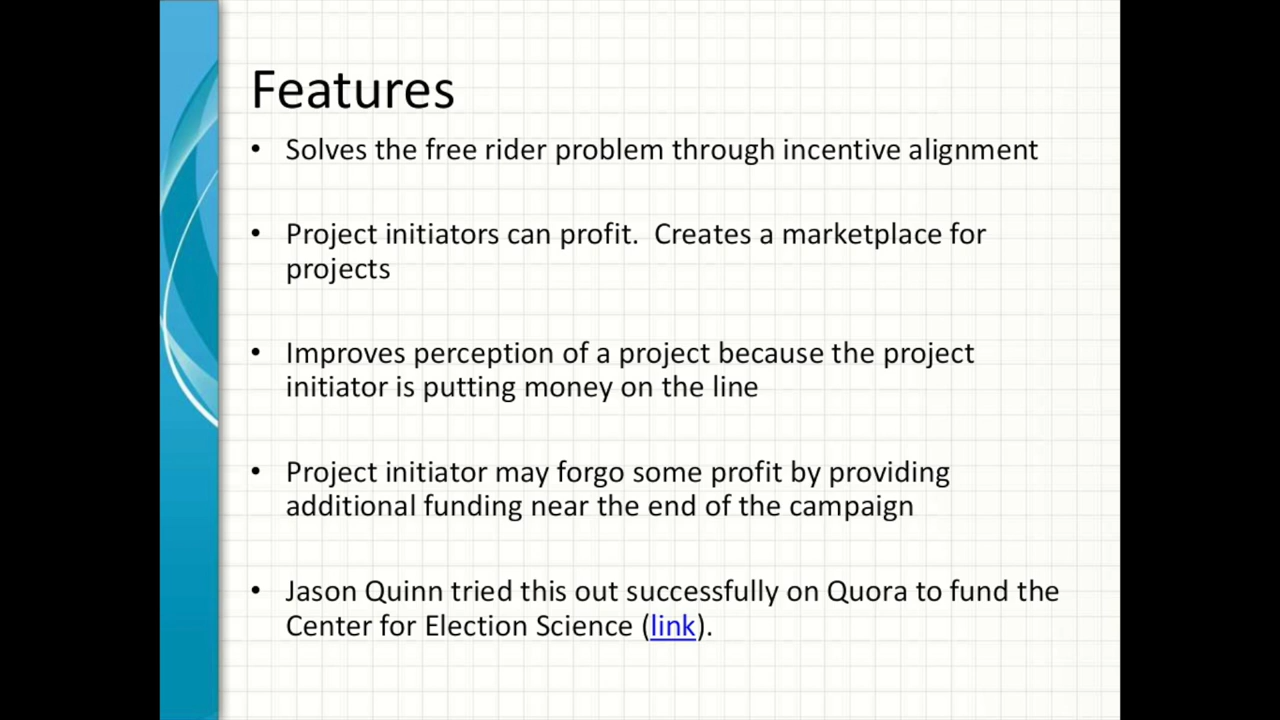 Features
• Solves the free rider problem through incentive alignment
• Project initiators can profit.  Creates a marketplace for
projects
• Improves perception of a project because the project
initiator is putting money on the line
• Project initiator may forgo some profit by providing
additional funding near the end of the campaign
• Jason Quinn tried this out successfully on Quora to fund the
Center for Election Science (link).